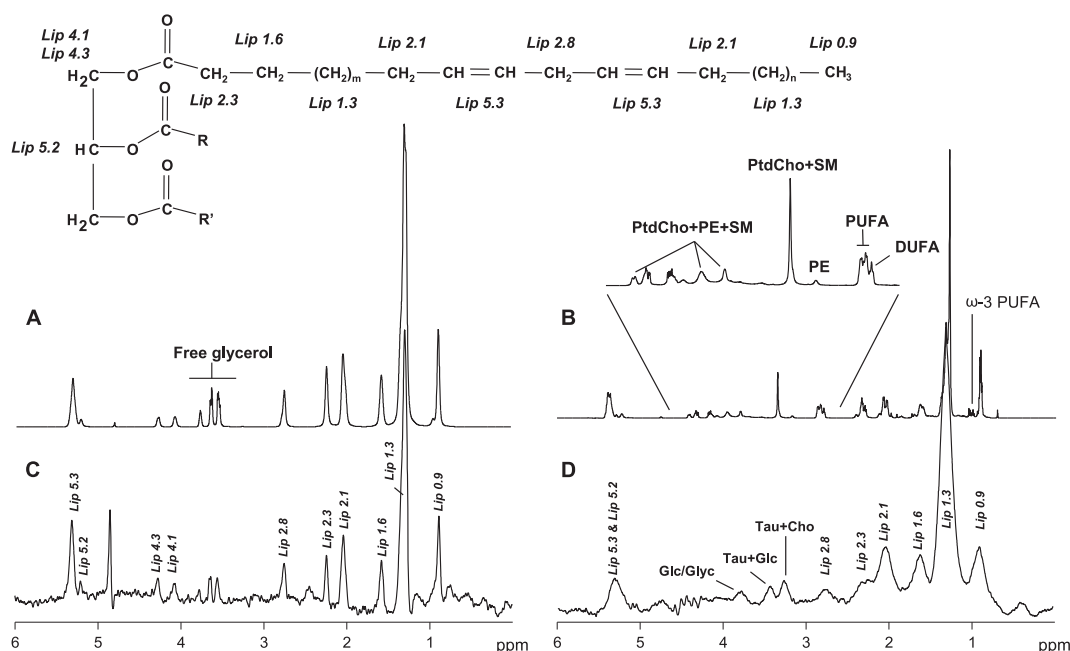 Lip 4.1
Lip 4.3
Lip 1.6 Lip 2.1 Lip 2.8 Lip 2.1 Lip 0.9
O
H2C O C CH2 CH2 (CH2)m CH2 CH CH CH2 CH CH CH2 (CH2)n CH3
Lip 2.3 Lip 1.3 Lip 5.3 Lip 5.3 Lip 1.3
O
Lip 5.2 HC O C R
O
H2C O C R'
PtdCho+SM
PtdCho+PE+SM
PUFA
DUFA
PE
A
Free glycerol
B
ω-3 PUFA
C
Lip 5.3
Lip 5.2
Lip 4.3
Lip 4.1
Lip 2.8
Lip 2.3
Lip 2.1
Lip 1.6
Lip 1.3
Lip 0.9
6 5 4 3 2 1 ppm
D
Lip 5.3 & Lip 5.2
Glc/Glyc
Tau+Glc
Tau+Cho
Lip 2.8
Lip 2.3
Lip 2.1
Lip 1.6
Lip 1.3
Lip 0.9
6 5 4 3 2 1 ppm